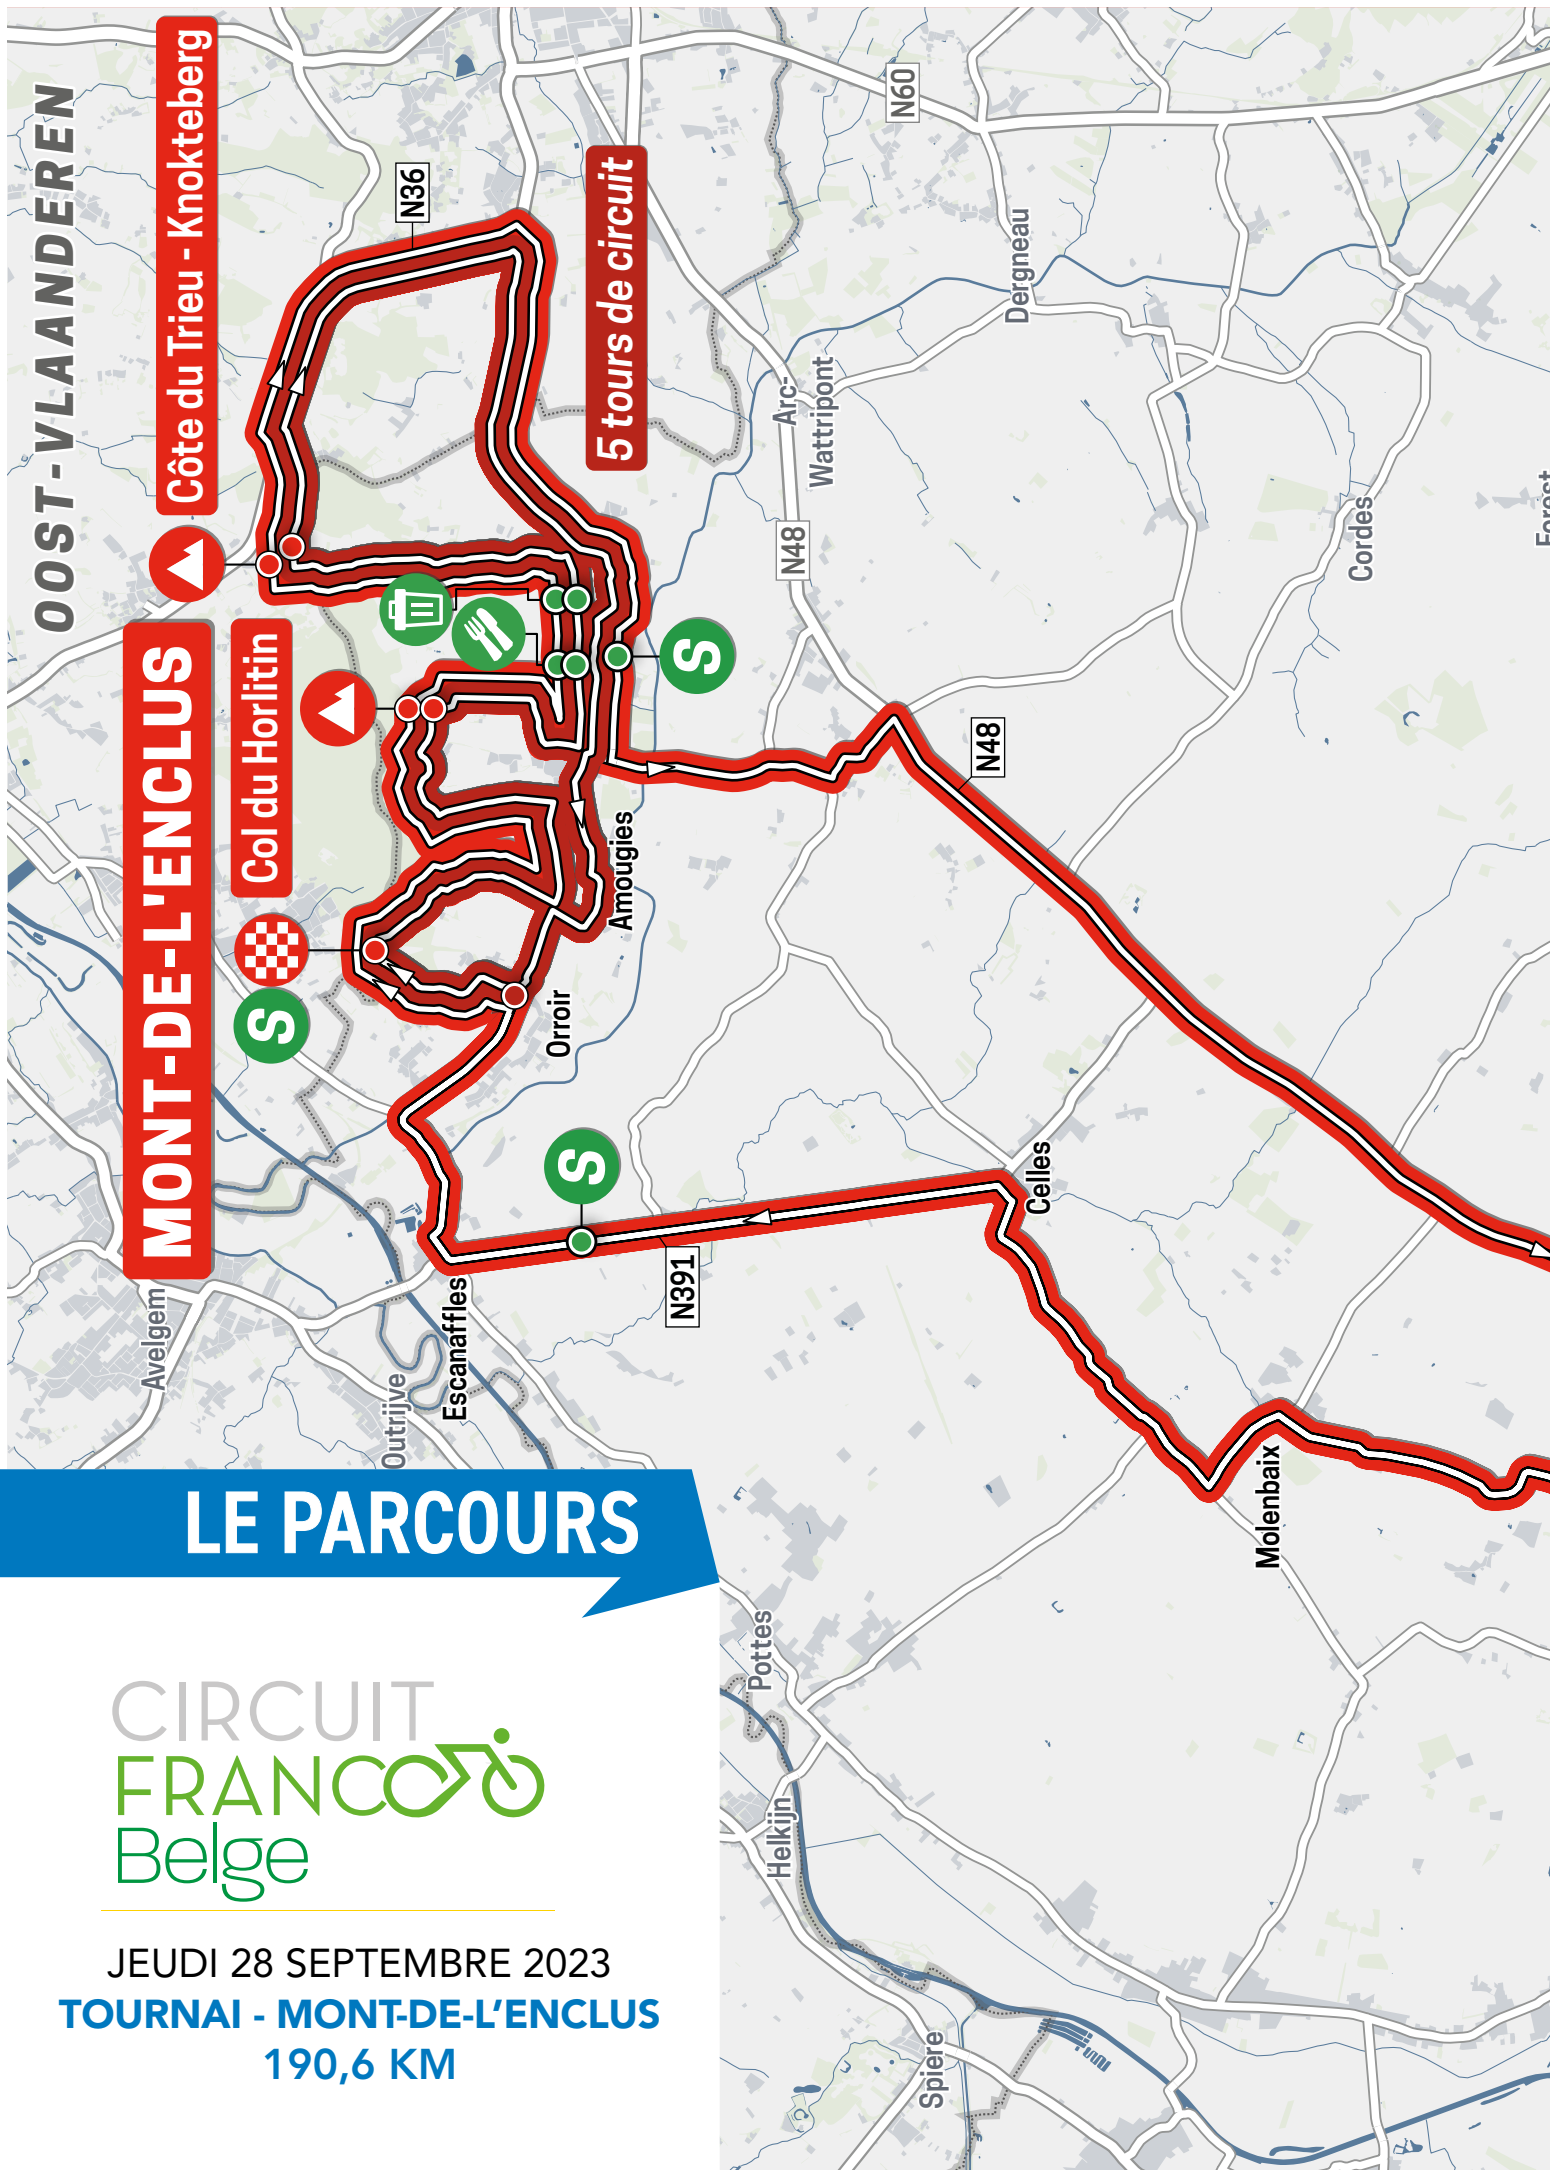 OOST-VLAANDEREN
Côte du Trieu - Knokteberg
MONT-DE-L'ENCLUS
Col du Horlitin
S
N36
5 tours de circuit
S
N60
Dergneau
Arc-
Wattripont
N48
Cordes
Forest
N48
Amougies
Orroir
S
Celles
N391
Avelgem
Outrijve
Escanaffles
Molenbaix
Pottes
Helkijn
Spiere
LE PARCOURS
CIRCUIT
FRANCO
Belge
JEUDI 28 SEPTEMBRE 2023
TOURNAI - MONT-DE-L'ENCLUS
190,6 KM